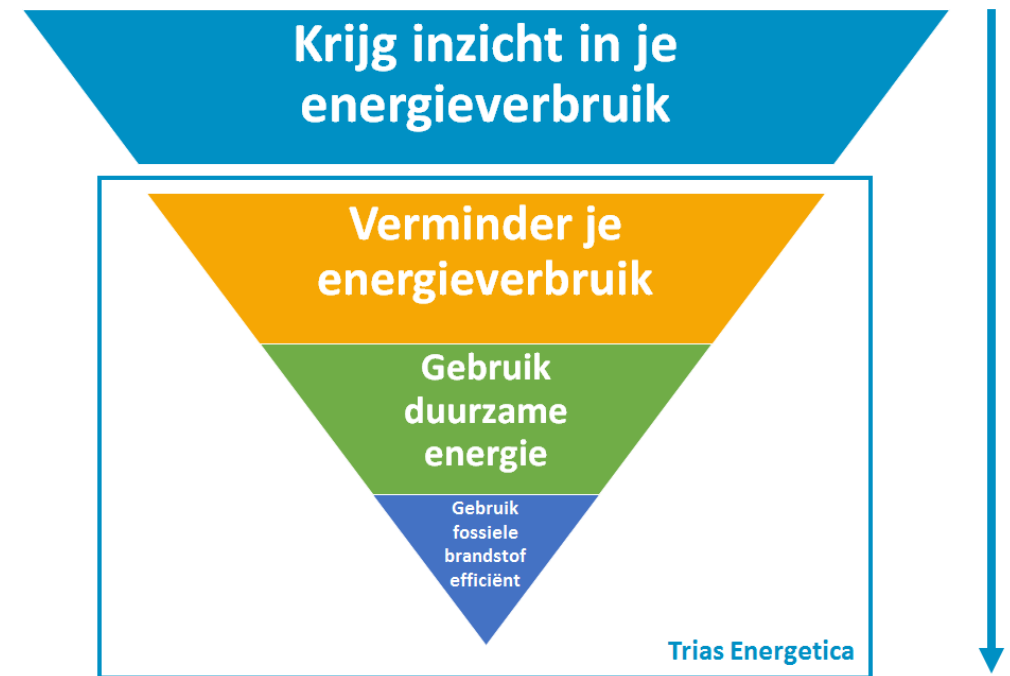 Krijg inzicht in je
energieverbruik
Verminder je
energieverbruik
Gebruik
duurzame
energie
Gebruik
fossiele
brandstof
efficiënt
Trias Energetica